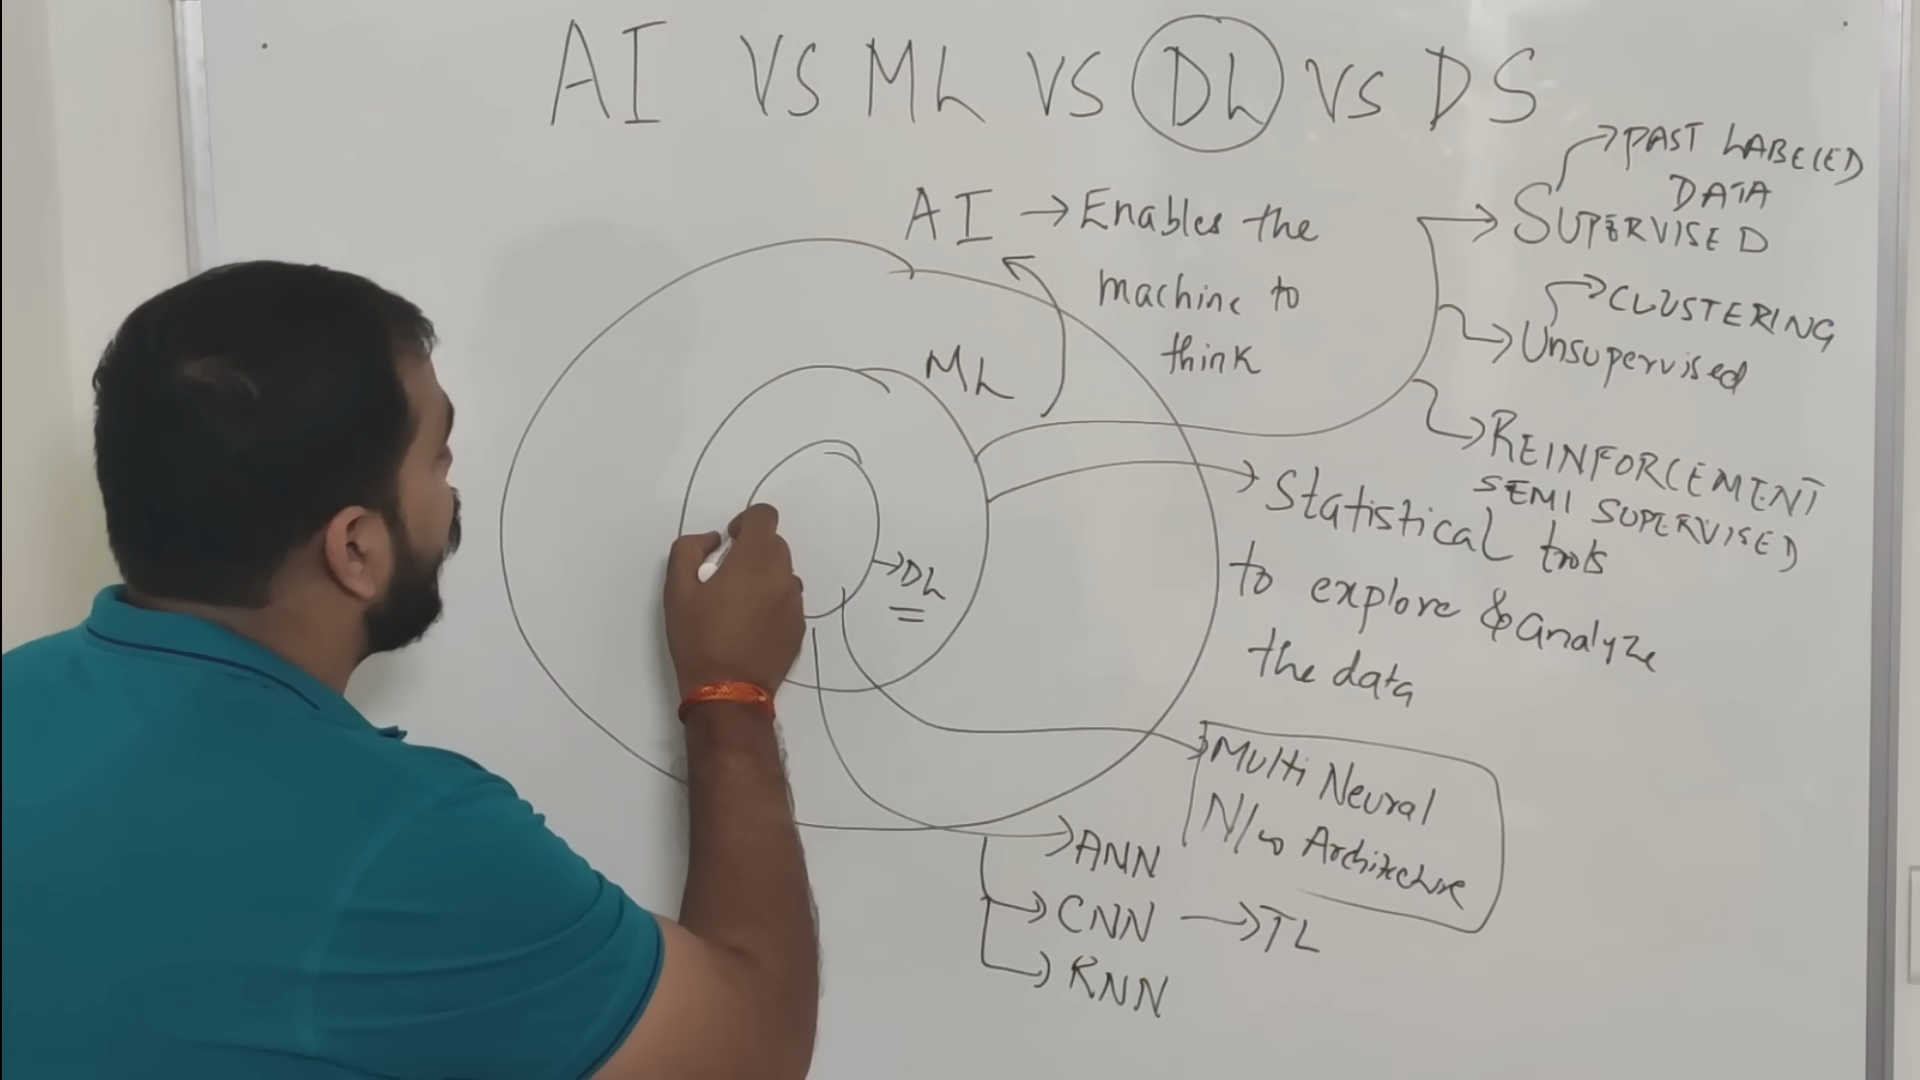 AI VS ML VS DL VS DS
AI → Enables the
machine to
think
ML
→DL
→ PAST LABELED
DATA
→ SUPERVISED
→ CLUSTERING
→ Unsupervised
→ REINFORCEMENT
SEMI SUPERVISED
→ Statistical tools
to explore & analyze
the data
→ Multi Neural
N/w Architecture
→ ANN
→ CNN → TL
→ RNN